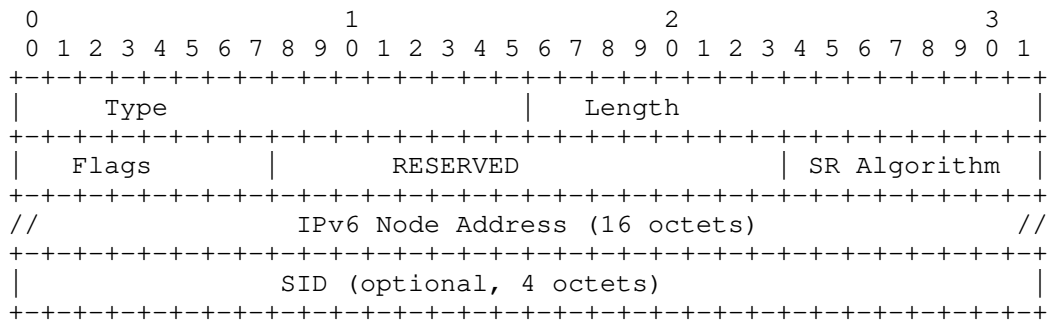 0                   1                   2                   3
 0 1 2 3 4 5 6 7 8 9 0 1 2 3 4 5 6 7 8 9 0 1 2 3 4 5 6 7 8 9 0 1
+-+-+-+-+-+-+-+-+-+-+-+-+-+-+-+-+-+-+-+-+-+-+-+-+-+-+-+-+-+-+-+-+
|     Type                      |   Length                      |
+-+-+-+-+-+-+-+-+-+-+-+-+-+-+-+-+-+-+-+-+-+-+-+-+-+-+-+-+-+-+-+-+
|   Flags       |       RESERVED                | SR Algorithm  |
+-+-+-+-+-+-+-+-+-+-+-+-+-+-+-+-+-+-+-+-+-+-+-+-+-+-+-+-+-+-+-+-+
//                IPv6 Node Address (16 octets)                //
+-+-+-+-+-+-+-+-+-+-+-+-+-+-+-+-+-+-+-+-+-+-+-+-+-+-+-+-+-+-+-+-+
|                SID (optional, 4 octets)                       |
+-+-+-+-+-+-+-+-+-+-+-+-+-+-+-+-+-+-+-+-+-+-+-+-+-+-+-+-+-+-+-+-+